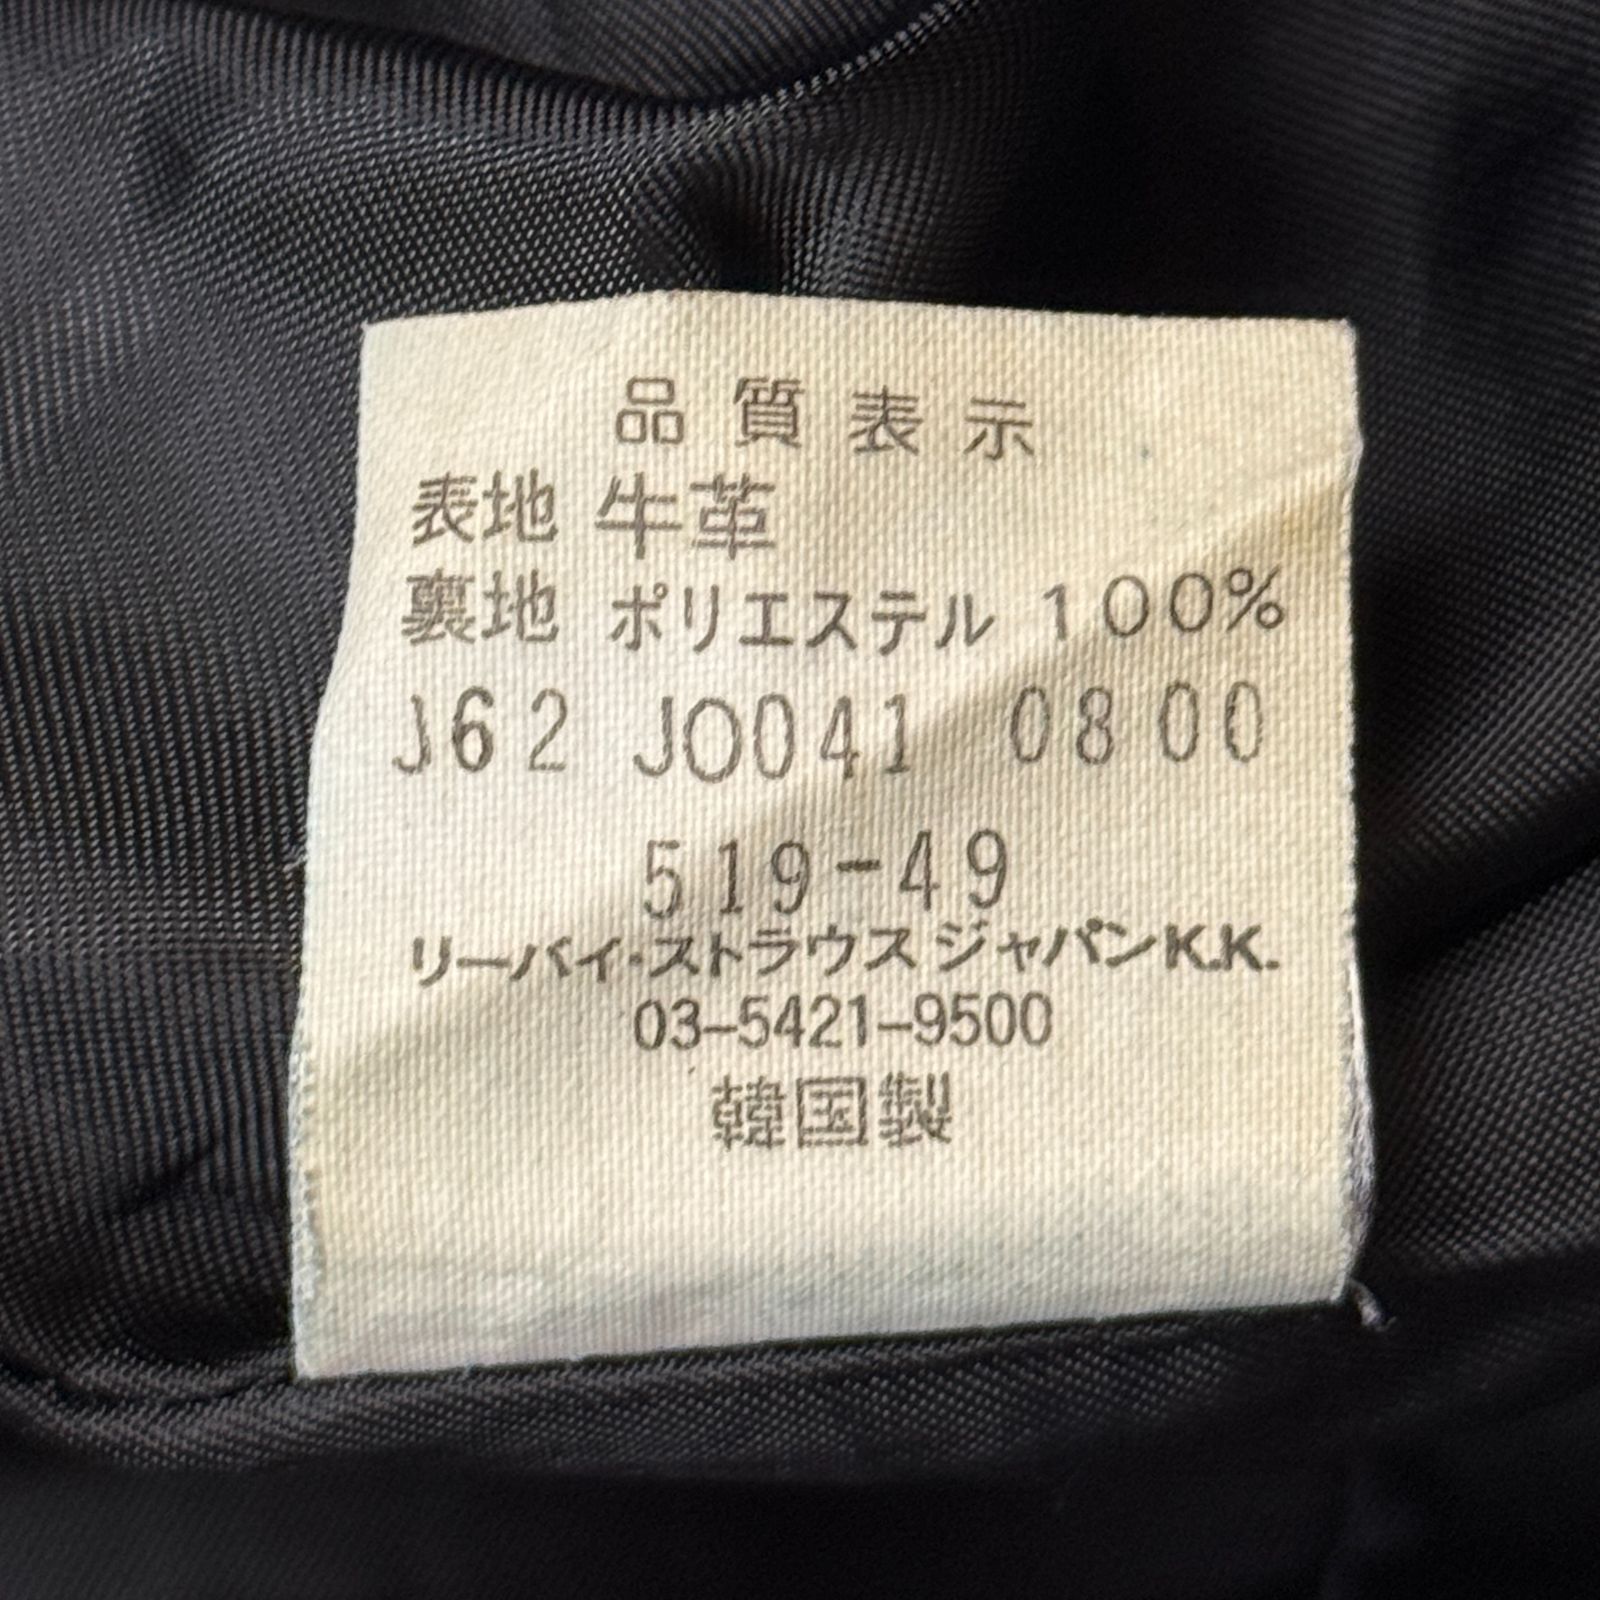 品質表示
表地 牛革
裏地 ポリエステル 100%
J62 JO041 0800
519-49
リーバイ・ストラウス ジャパンK.K.
03-5421-9500
韓国製